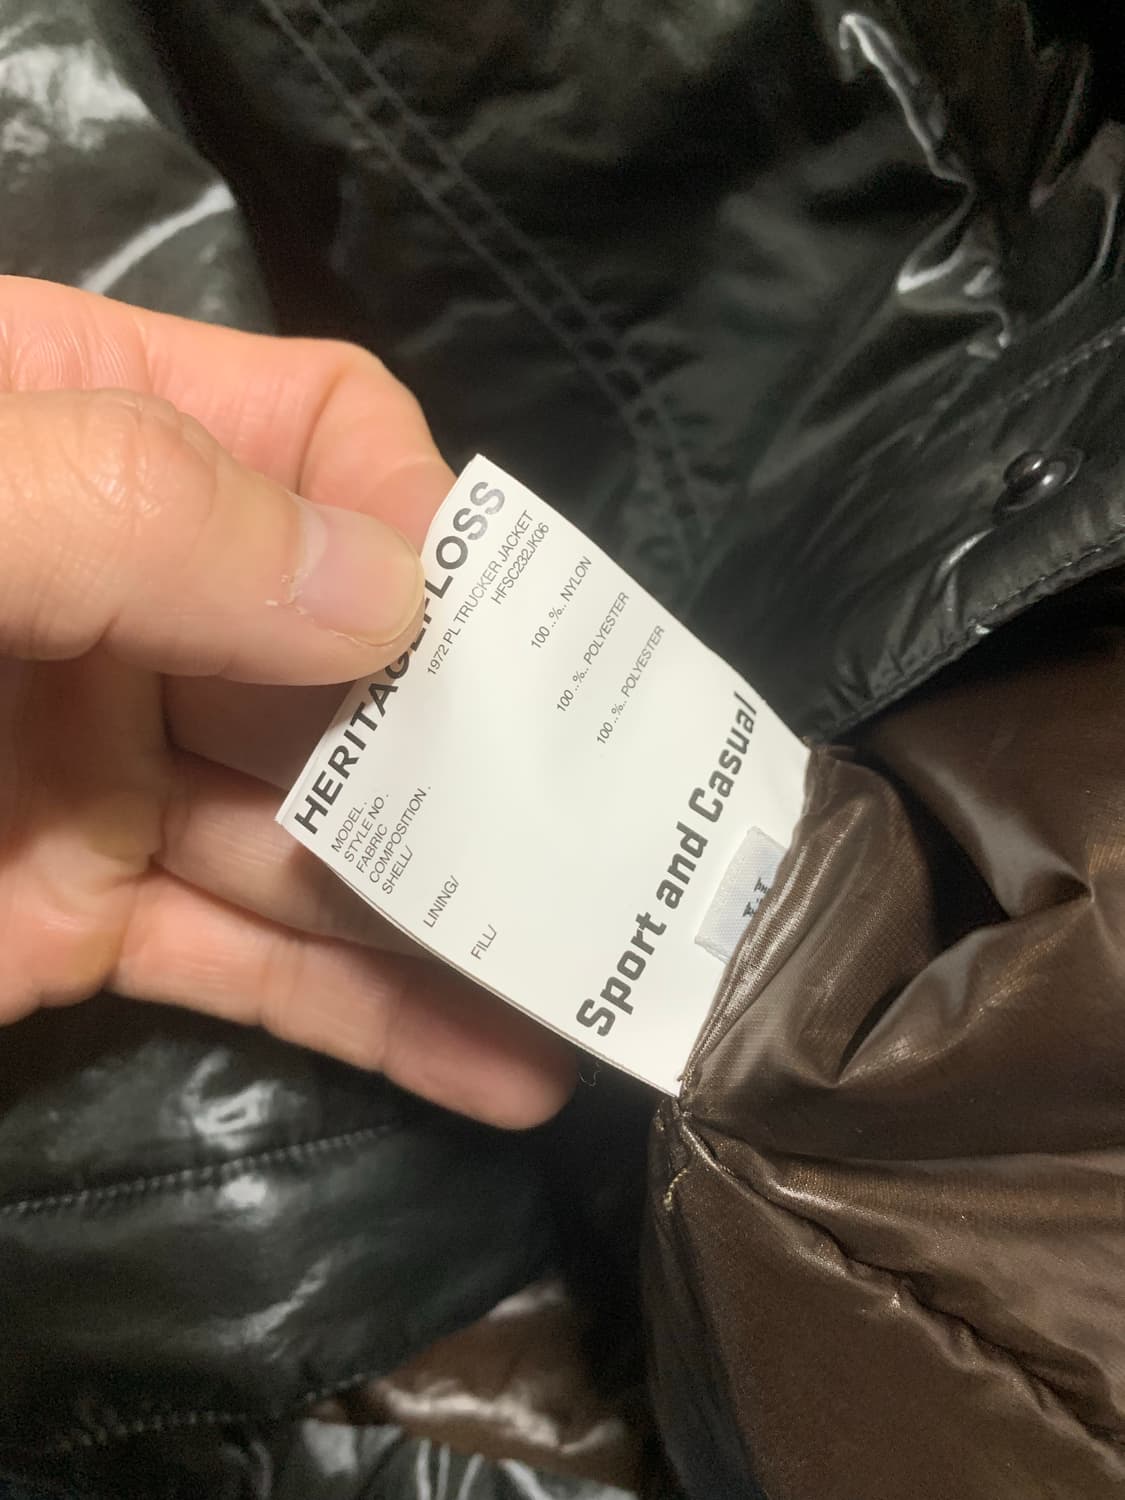 HERITAGEFLOSS
MODEL. 1972 PL TRUCKER JACKET
STYLE NO. HFSC232JK06
FABRIC
COMPOSITION.
SHELL/ 100..%.. NYLON
LINING/ 100..%.. POLYESTER
FILL/ 100..%.. POLYESTER
Sport and Casual